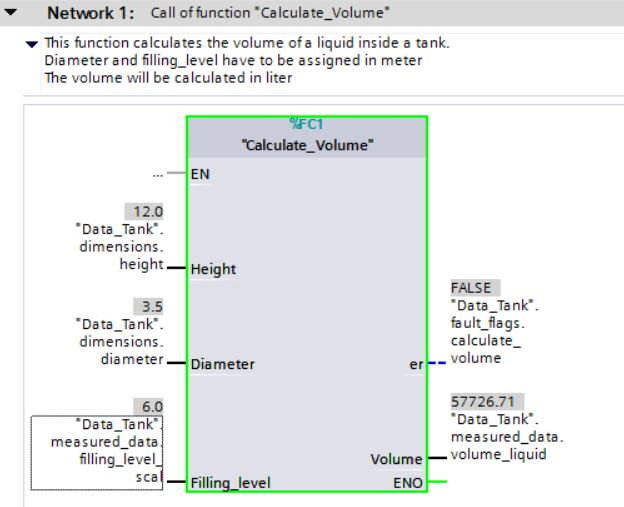 Network 1: Call of function "Calculate_Volume"
This function calculates the volume of a liquid inside a tank.
Diameter and filling_level have to be assigned in meter
The volume will be calculated in liter
%FC1
"Calculate_Volume"
... EN
12.0
"Data_Tank".
dimensions.
height
Height
3.5
"Data_Tank".
dimensions.
diameter
Diameter
6.0
"Data_Tank".
measured_data.
filling_level_
scal
Filling_level
er
FALSE
"Data_Tank".
fault_flags.
calculate_
volume
Volume
57726.71
"Data_Tank".
measured_data.
volume_liquid
ENO